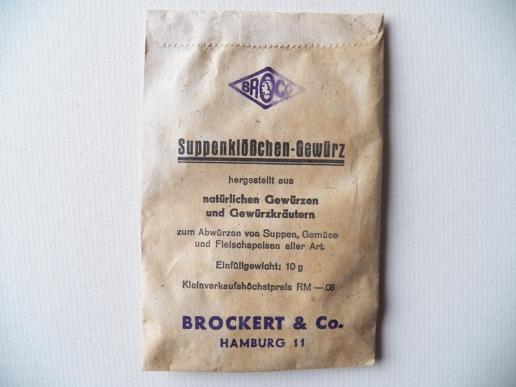 BROCo
Suppenklößchen-Gewürz
hergestellt aus
natürlichen Gewürzen
und Gewürzkräutern
zum Abwürzen von Suppen, Gemüse
und Fleischspeisen aller Art.
Einfüllgewicht: 10 g
Kleinverkaufshöchstpreis RM —.08
BROCKERT & Co.
HAMBURG 11